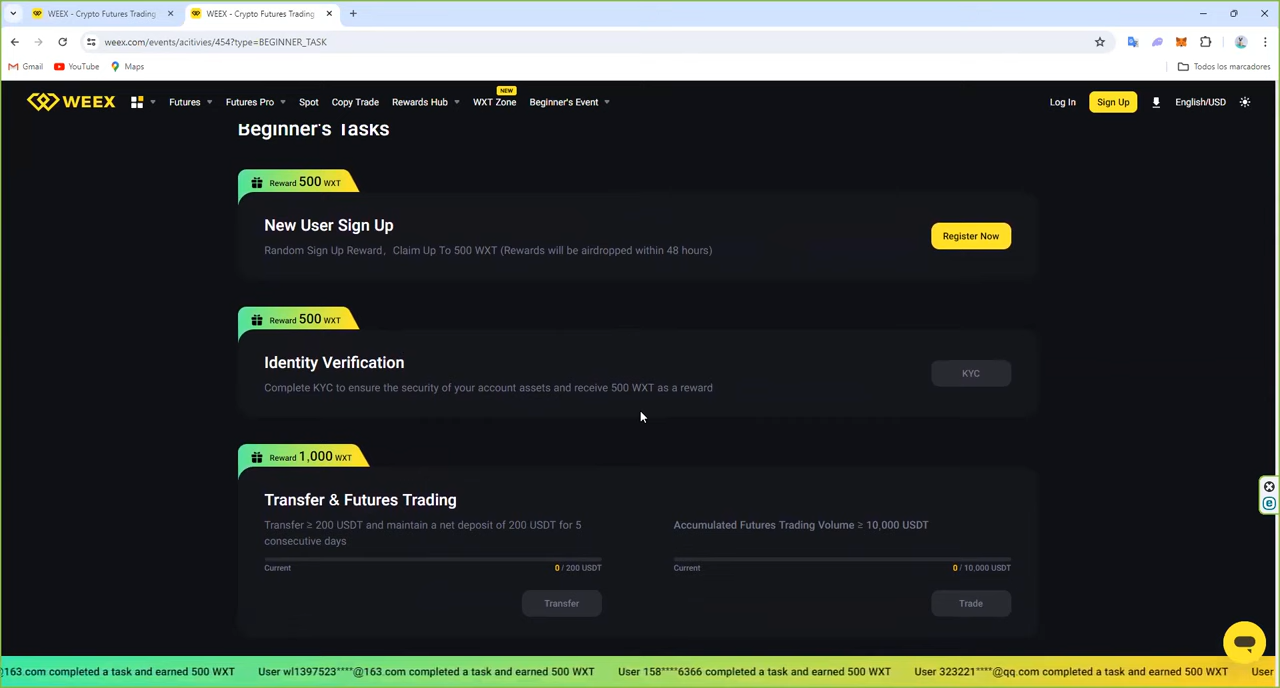 WEEX - Crypto Futures Trading
WEEX - Crypto Futures Trading
weex.com/events/acitivies/454?type=BEGINNER_TASK
Gmail
YouTube
Maps
Todos los marcadores
WEEX
Futures
Futures Pro
Spot
Copy Trade
Rewards Hub
NEW
WXT Zone
Beginner's Event
Log In
Sign Up
English/USD
Beginner's Tasks
Reward 500 WXT
New User Sign Up
Random Sign Up Reward, Claim Up To 500 WXT (Rewards will be airdropped within 48 hours)
Register Now
Reward 500 WXT
Identity Verification
Complete KYC to ensure the security of your account assets and receive 500 WXT as a reward
KYC
Reward 1,000 WXT
Transfer & Futures Trading
Transfer ≥ 200 USDT and maintain a net deposit of 200 USDT for 5
consecutive days
Current
0 / 200 USDT
Transfer
Accumulated Futures Trading Volume ≥ 10,000 USDT
Current
0 / 10,000 USDT
Trade
@163.com completed a task and earned 500 WXT
User wl1397523****@163.com completed a task and earned 500 WXT
User 158****6366 completed a task and earned 500 WXT
User 323221****@qq.com completed a task and earned 500 WXT
User